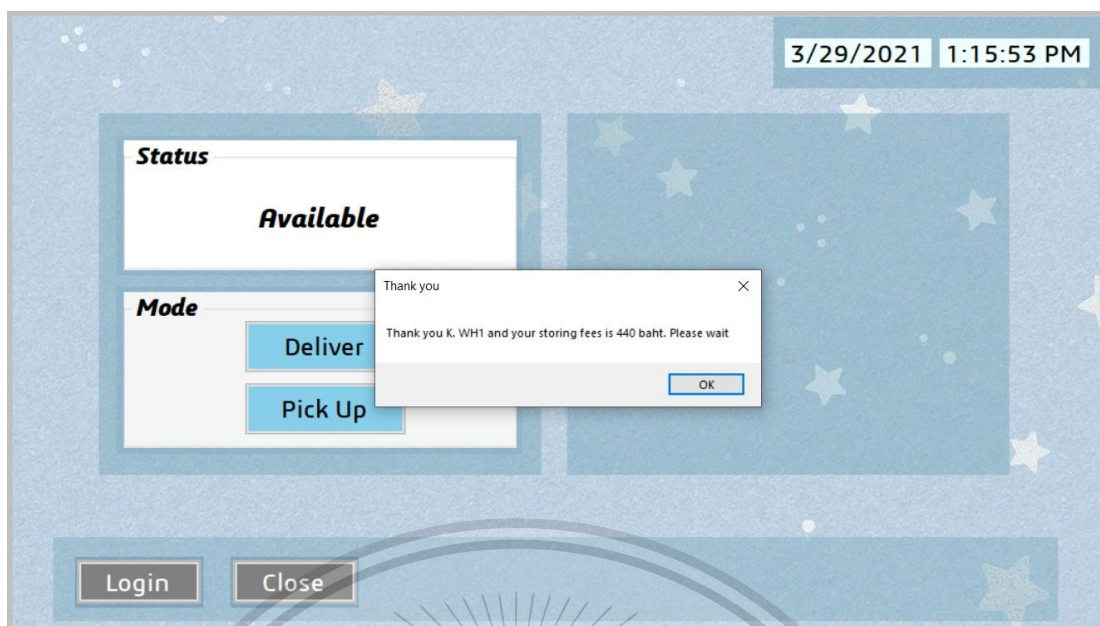 3/29/2021 1:15:53 PM
Status
Available
Thank you
Mode
Thank you K. WH1 and your storing fees is 440 baht. Please wait
Deliver
OK
Pick Up
Login Close